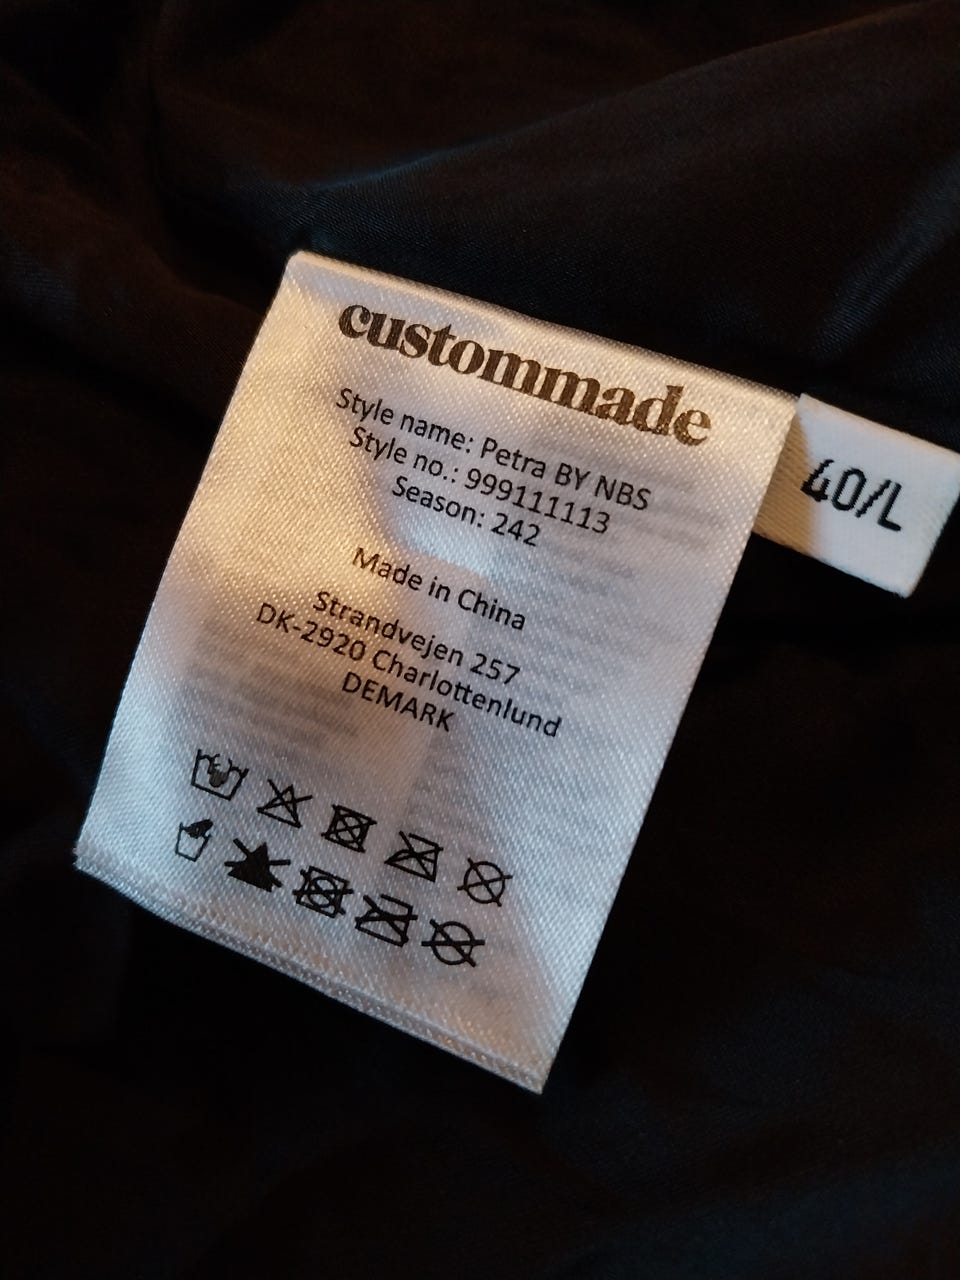 custommade
Style name: Petra BY NBS
Style no.: 999111113
Season: 242
Made in China
Strandvejen 257
DK-2920 Charlottenlund
DEMARK
40/L